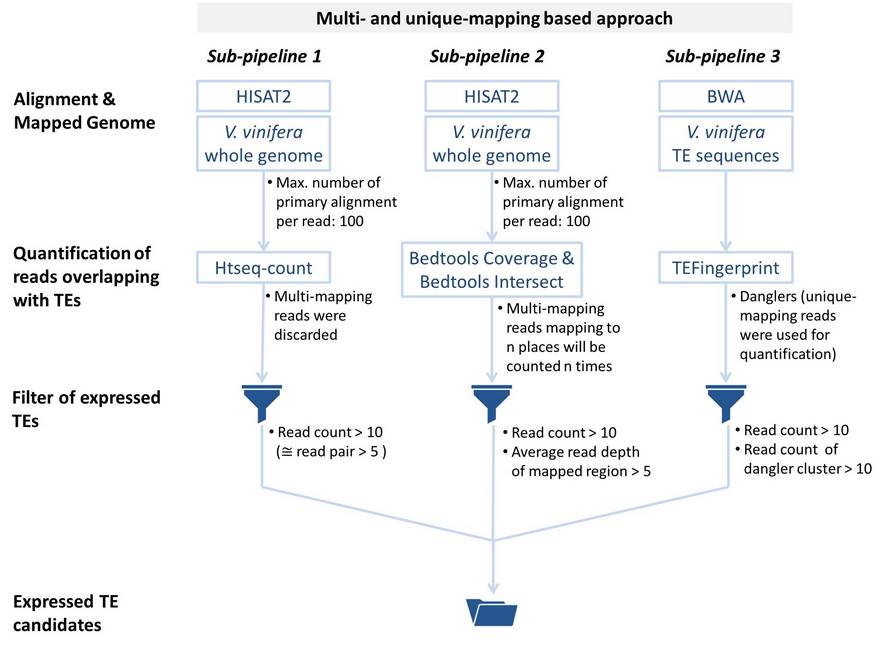 Multi- and unique-mapping based approach
Sub-pipeline 1
Sub-pipeline 2
Sub-pipeline 3
Alignment &
Mapped Genome
HISAT2
V. vinifera
whole genome
HISAT2
V. vinifera
whole genome
BWA
V. vinifera
TE sequences
• Max. number of
primary alignment
per read: 100
• Max. number of
primary alignment
per read: 100
Quantification of
reads overlapping
with TEs
Htseq-count
Bedtools Coverage &
Bedtools Intersect
TEFingerprint
• Multi-mapping
reads were
discarded
• Multi-mapping
reads mapping to
n places will be
counted n times
• Danglers (unique-
mapping reads
were used for
quantification)
Filter of expressed
TEs
• Read count > 10
(≅ read pair > 5 )
• Read count > 10
• Average read depth
of mapped region > 5
• Read count > 10
• Read count of
dangler cluster > 10
Expressed TE
candidates